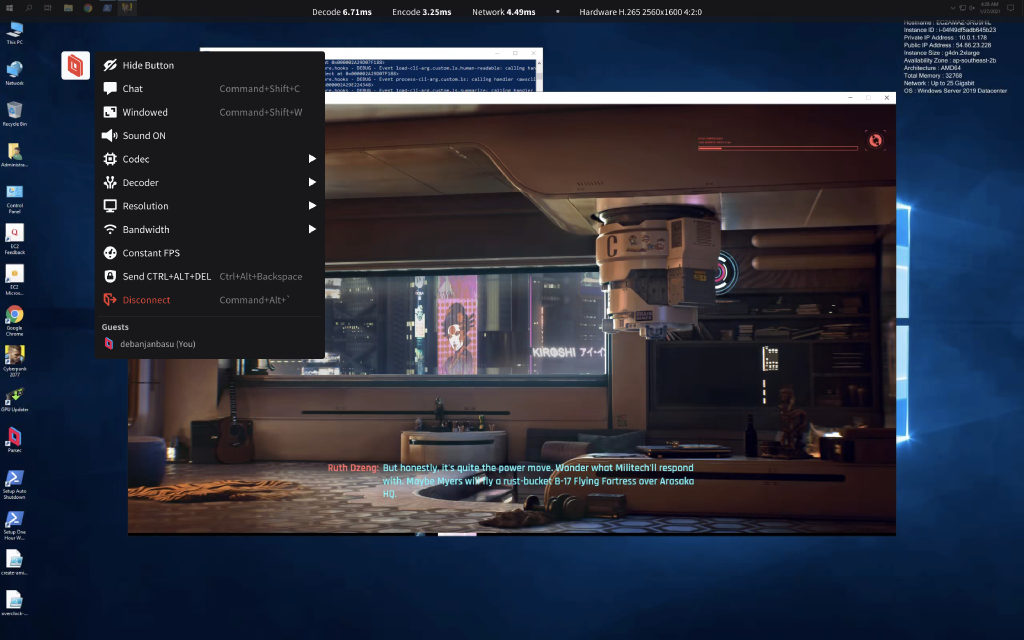 Decode 6.71ms Encode 3.25ms Network 4.49ms • Hardware H.265 2560x1600 4:2:0
Instance ID : i-04f49df5adb645b23
Private IP Address : 10.0.1.178
Public IP Address : 54.66.23.228
Instance Size : g4dn.2xlarge
Availability Zone : ap-southeast-2b
Architecture : AMD64
Total Memory : 32768
Network : Up to 25 Gigabit
OS : Windows Server 2019 Datacenter
This PC
Network
Recycle Bin
Administra...
Control
Panel
EC2
Feedback
EC2
Micros...
Google
Chrome
Cyberpunk
2077
GPU Updater
Parsec
Setup Auto
Shutdown
Setup One
Hour W...
create-ami...
overclock-...
Hide Button
Chat Command+Shift+C
Windowed Command+Shift+W
Sound ON
Codec
Decoder
Resolution
Bandwidth
Constant FPS
Send CTRL+ALT+DEL Ctrl+Alt+Backspace
Disconnect Command+Alt+`
Guests
debanjanbasu (You)
C
KIROSHI アイ・イ
Ruth Dzeng: But honestly, it's quite the power move. Wonder what Militech'll respond
with. Maybe Myers will fly a rust-bucket B-17 Flying Fortress over Arasaka
HQ.